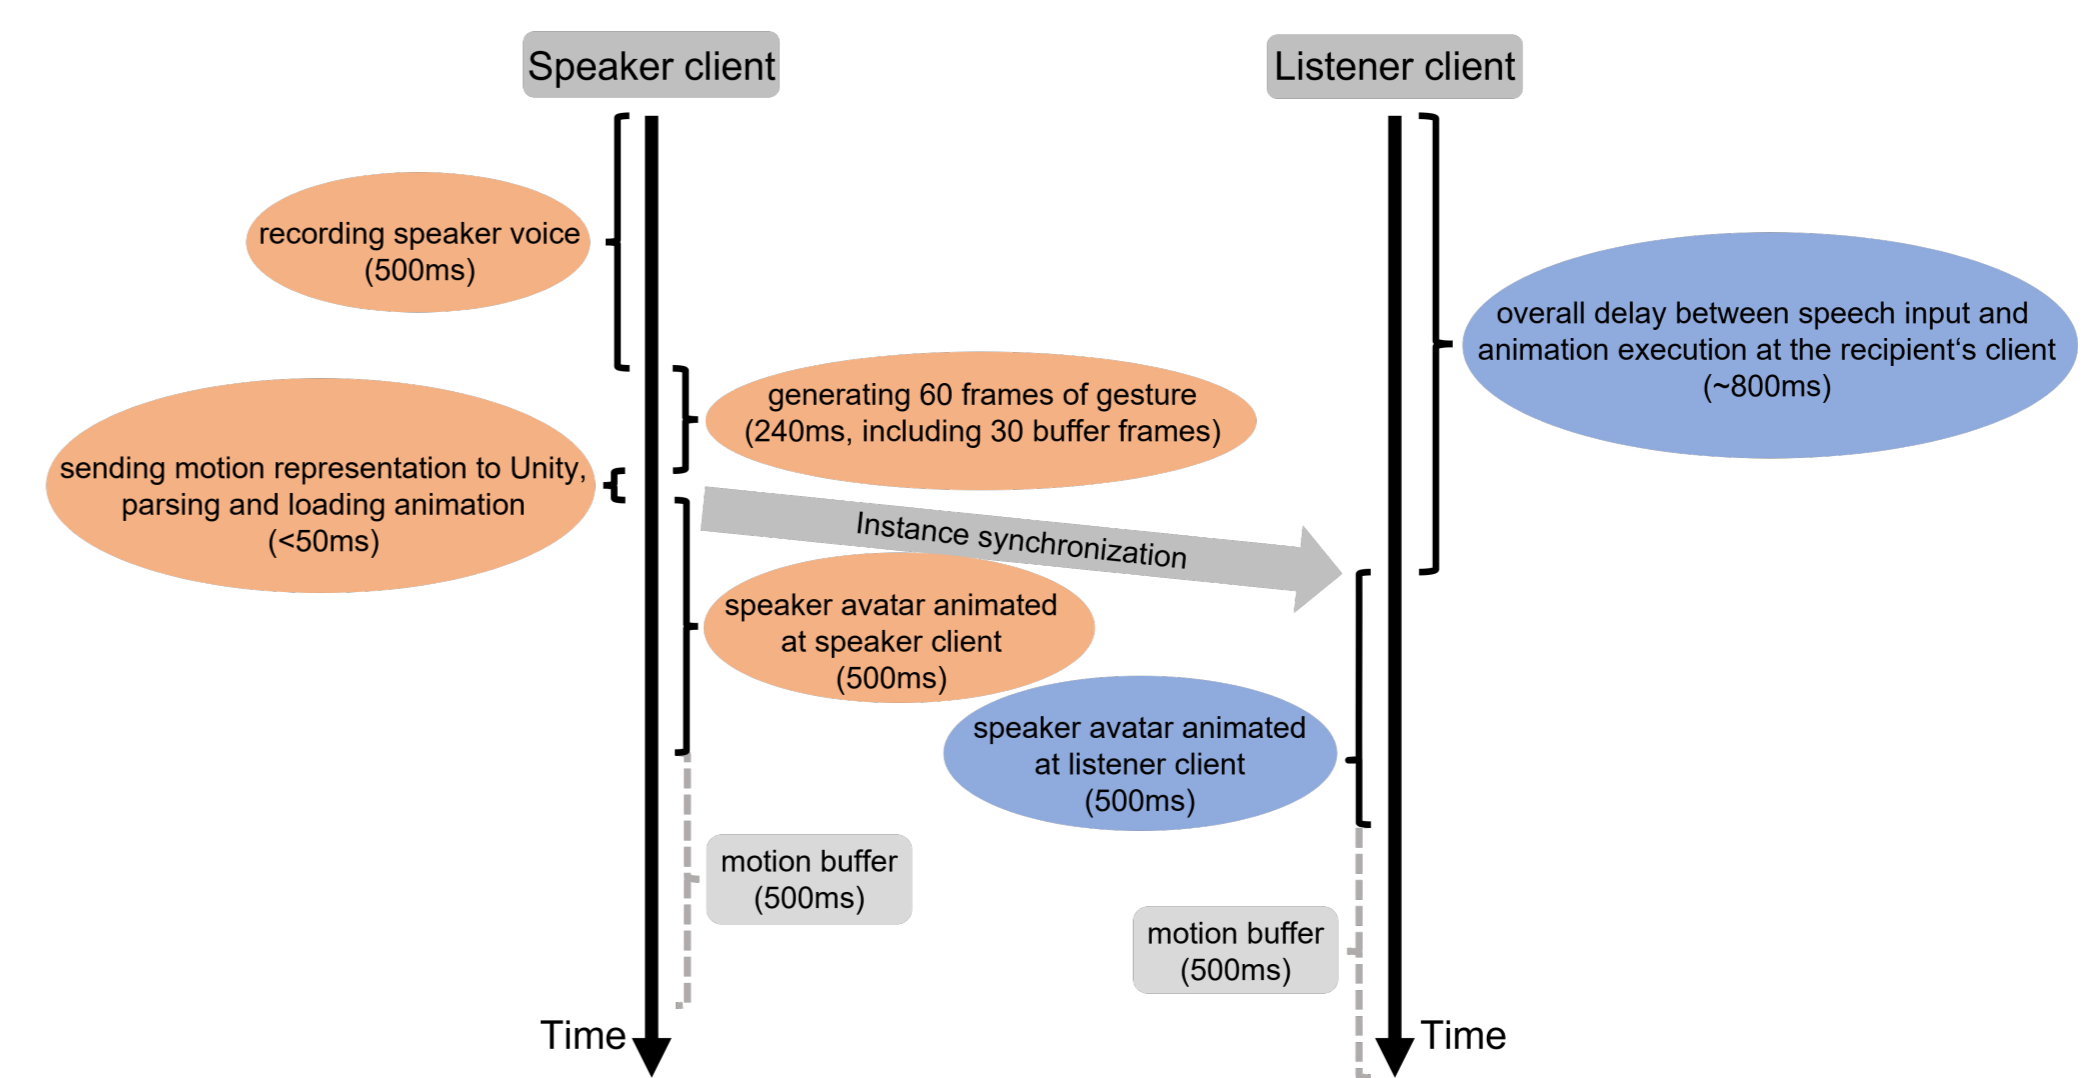 Speaker client
Listener client
recording speaker voice
(500ms)
overall delay between speech input and
animation execution at the recipient‘s client
(~800ms)
generating 60 frames of gesture
(240ms, including 30 buffer frames)
sending motion representation to Unity,
parsing and loading animation
(<50ms)
Instance synchronization
speaker avatar animated
at speaker client
(500ms)
speaker avatar animated
at listener client
(500ms)
motion buffer
(500ms)
motion buffer
(500ms)
Time
Time